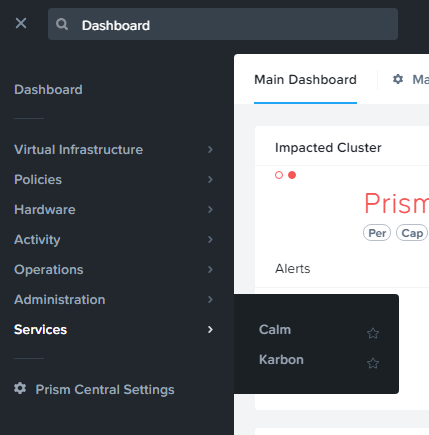 Dashboard
Dashboard
Virtual Infrastructure
Policies
Hardware
Activity
Operations
Administration
Services
Prism Central Settings
Calm
Karbon
Main Dashboard
Ma
Impacted Cluster
Prism
Per Cap
Alerts